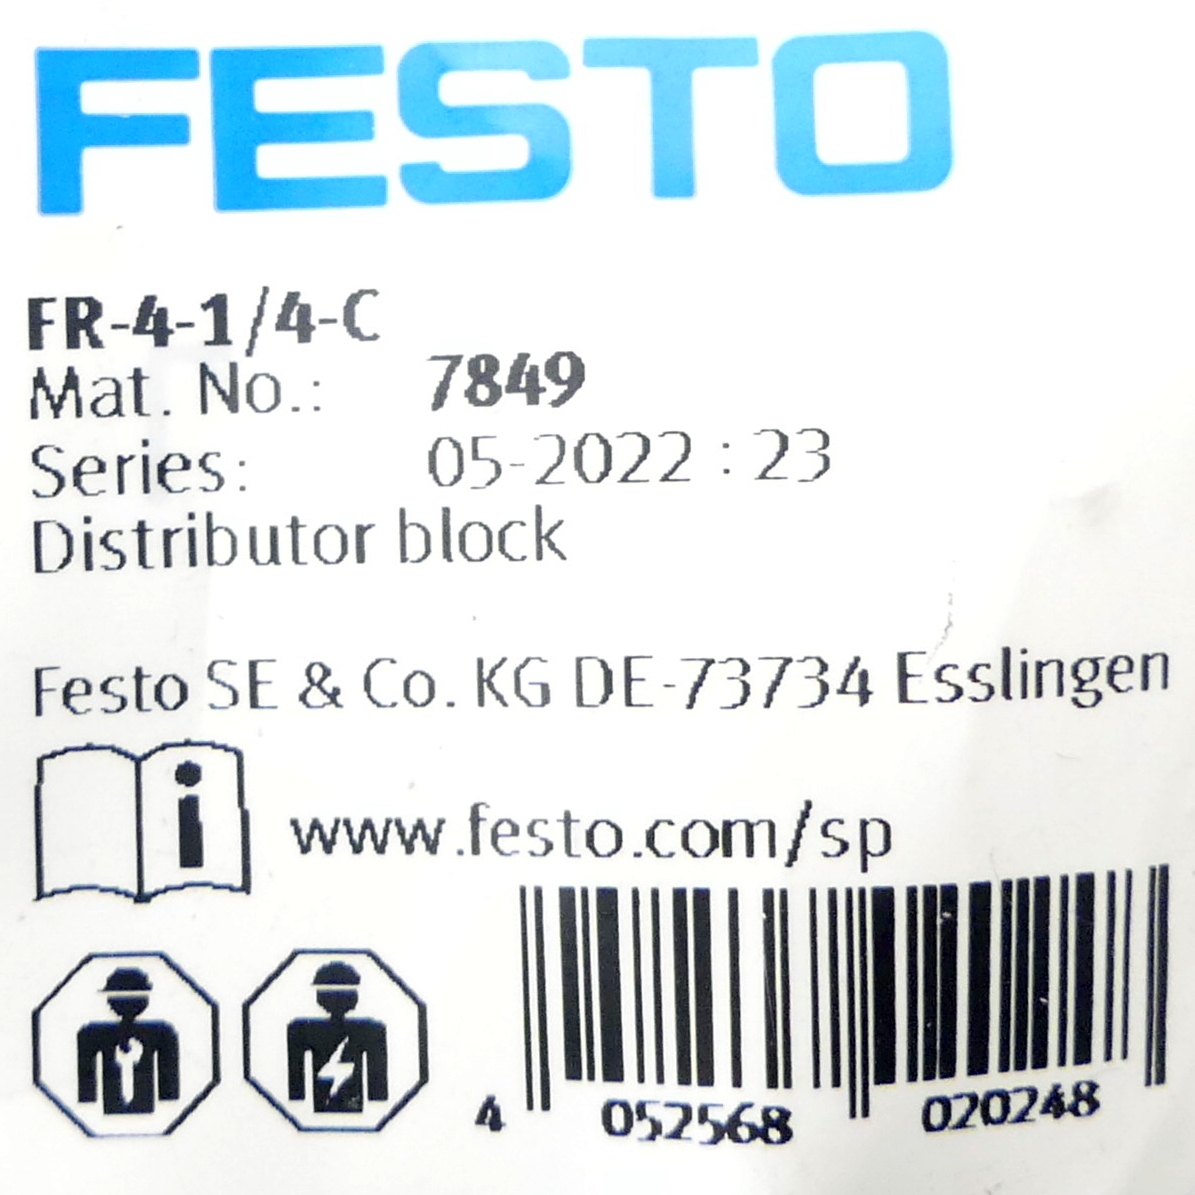 FESTO
FR-4-1/4-C
Mat. No.: 7849
Series: 05-2022 : 23
Distributor block
Festo SE & Co. KG DE-73734 Esslingen
www.festo.com/sp
4 052568 020248